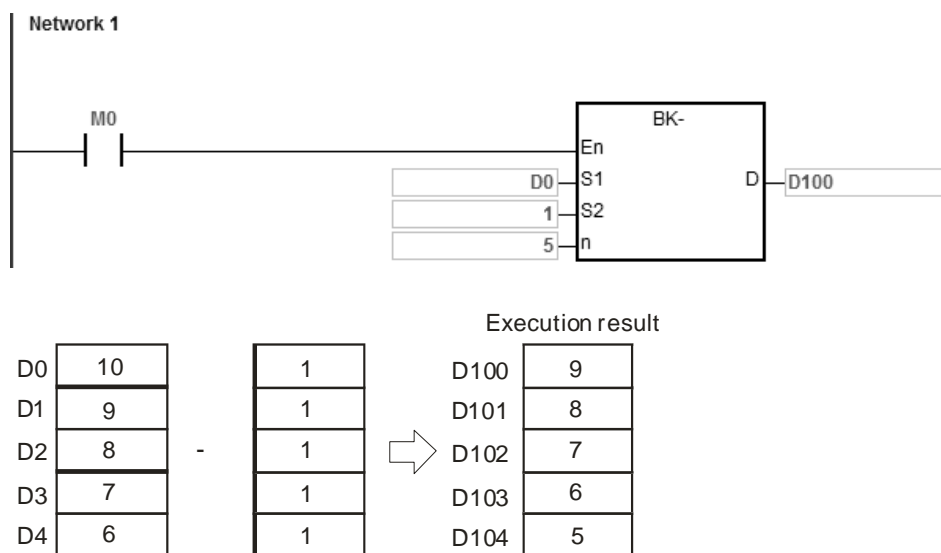 Network 1
M0
BK-
En
D0 S1 D D100
1 S2
5 n
Execution result
D0 10 1 D100 9
D1 9 1 D101 8
D2 8 - 1 D102 7
D3 7 1 D103 6
D4 6 1 D104 5